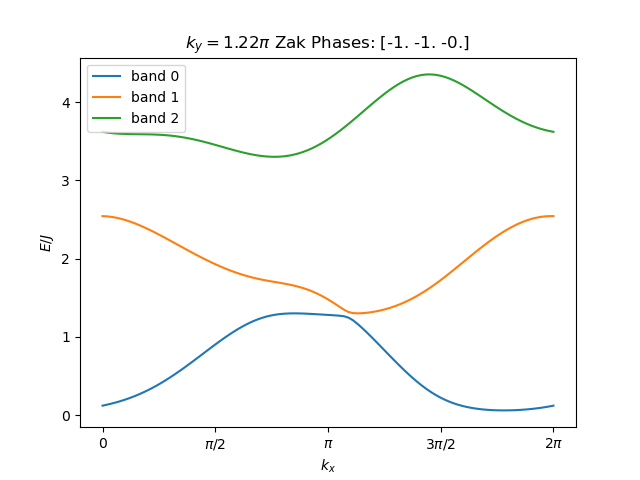 $k_y = 1.22\pi$ Zak Phases: [-1. -1. -0.]
band 0
band 1
band 2
4
3
2
1
0
E/J
0 π/2 π 3π/2 2π
$k_x$